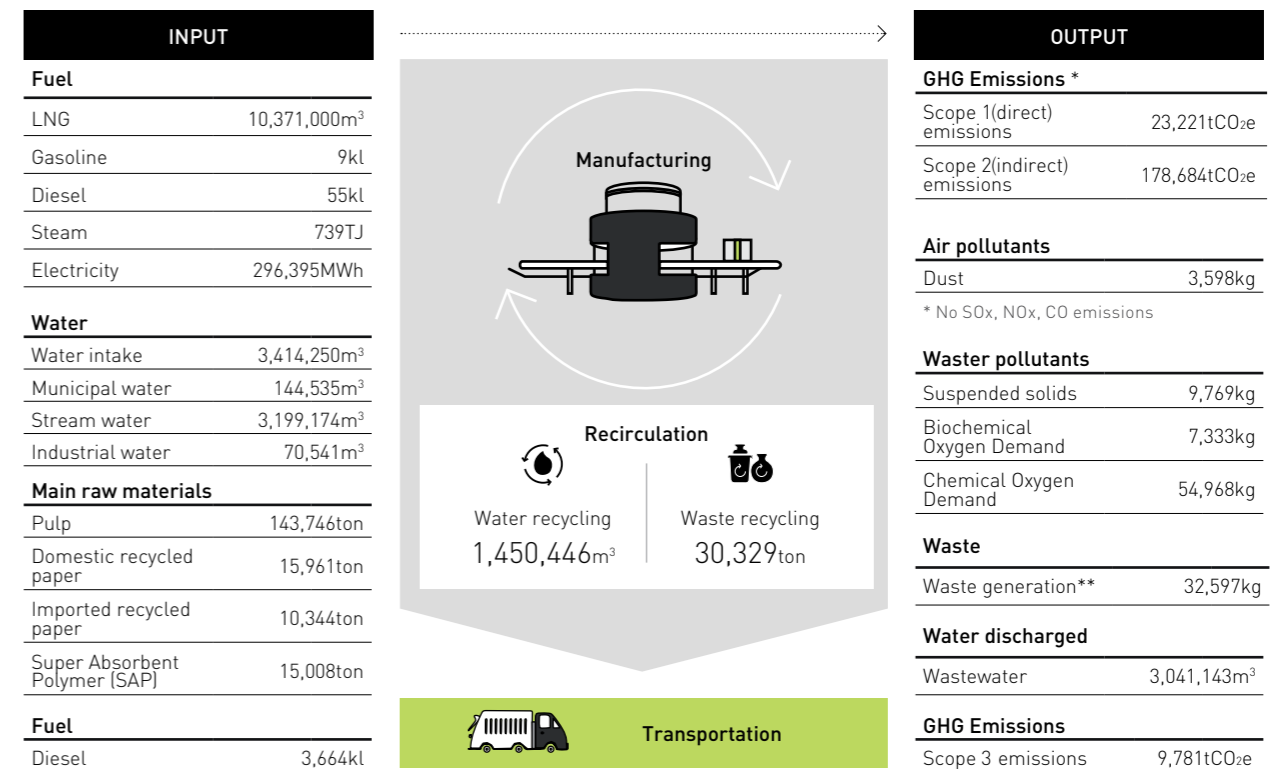 INPUT
Fuel
LNG 10,371,000m³
Gasoline 9kl
Diesel 55kl
Steam 739TJ
Electricity 296,395MWh
Water
Water intake 3,414,250m³
Municipal water 144,535m³
Stream water 3,199,174m³
Industrial water 70,541m³
Main raw materials
Pulp 143,746ton
Domestic recycled
paper 15,961ton
Imported recycled
paper 10,344ton
Super Absorbent
Polymer (SAP) 15,008ton
Fuel
Diesel 3,664kl
Manufacturing
Recirculation
Water recycling
1,450,446m³
Waste recycling
30,329ton
Transportation
OUTPUT
GHG Emissions *
Scope 1(direct)
emissions 23,221tCO₂e
Scope 2(indirect)
emissions 178,684tCO₂e
Air pollutants
Dust 3,598kg
* No SOx, NOx, CO emissions
Waster pollutants
Suspended solids 9,769kg
Biochemical
Oxygen Demand 7,333kg
Chemical Oxygen
Demand 54,968kg
Waste
Waste generation** 32,597kg
Water discharged
Wastewater 3,041,143m³
GHG Emissions
Scope 3 emissions 9,781tCO₂e